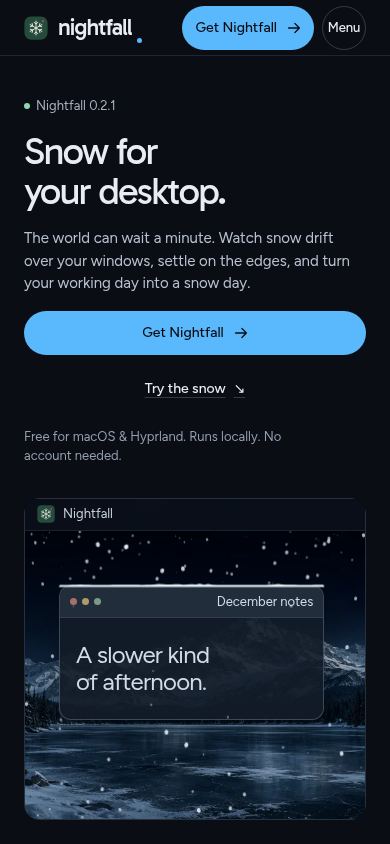 nightfall
Get Nightfall →
Menu
Nightfall 0.2.1
Snow for
your desktop.
The world can wait a minute. Watch snow drift
over your windows, settle on the edges, and turn
your working day into a snow day.
Get Nightfall →
Try the snow ↘
Free for macOS & Hyprland. Runs locally. No
account needed.
Nightfall
December notes
A slower kind
of afternoon.